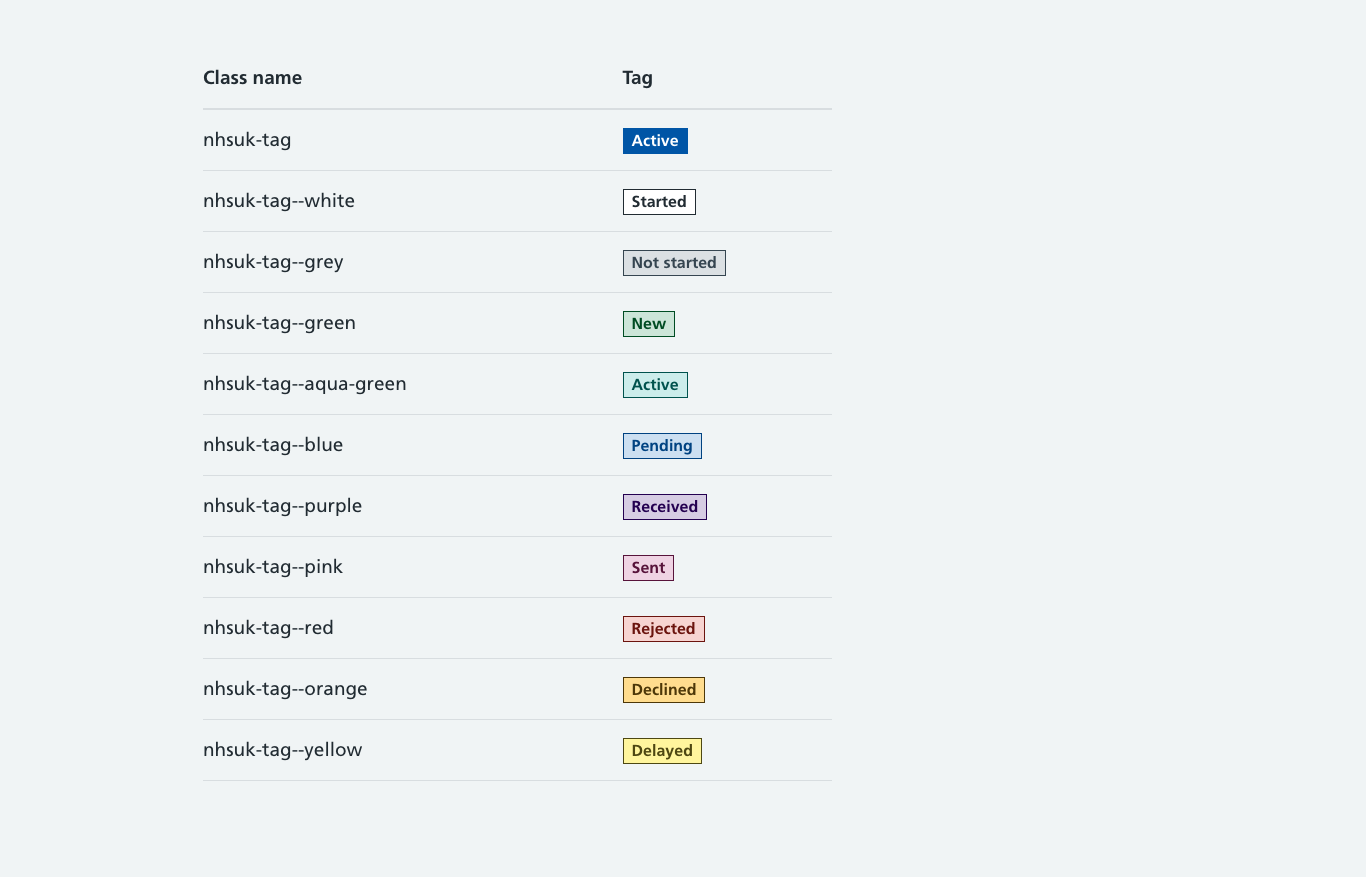 Class name Tag
nhsuk-tag Active
nhsuk-tag--white Started
nhsuk-tag--grey Not started
nhsuk-tag--green New
nhsuk-tag--aqua-green Active
nhsuk-tag--blue Pending
nhsuk-tag--purple Received
nhsuk-tag--pink Sent
nhsuk-tag--red Rejected
nhsuk-tag--orange Declined
nhsuk-tag--yellow Delayed